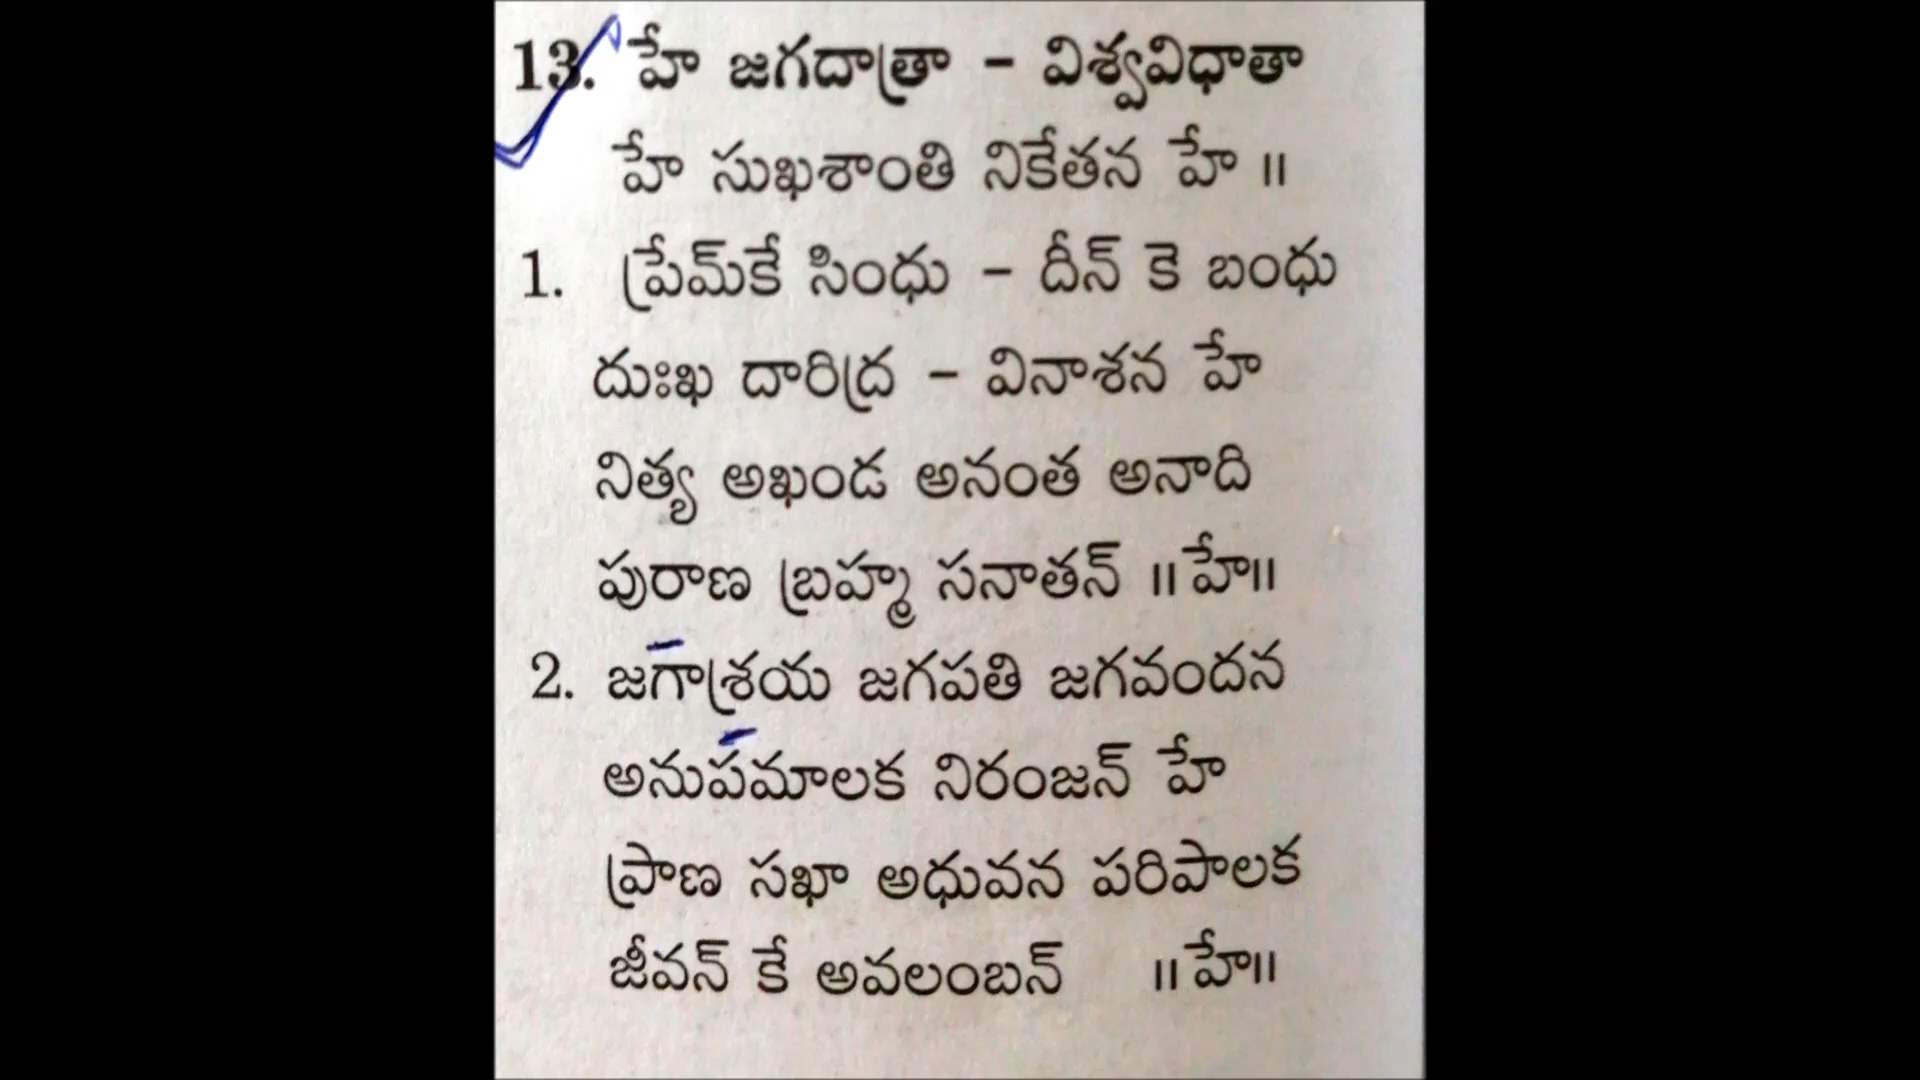 13. హే జగదాత్రా - విశ్వవిధాతా
హే సుఖశాంతి నికేతన హే ॥
1. ప్రేమ్‌కే సింధు - దీన్ కె బంధు
దుఃఖ దారిద్ర - వినాశన హే
నిత్య అఖండ అనంత అనాది
పురాణ బ్రహ్మ సనాతన్ ॥హే॥
2. జగాశ్రయ జగపతి జగవందన
అనుపమాలక నిరంజన్ హే
ప్రాణ సఖా అధువన పరిపాలక
జీవన్ కే అవలంబన్ ॥హే॥